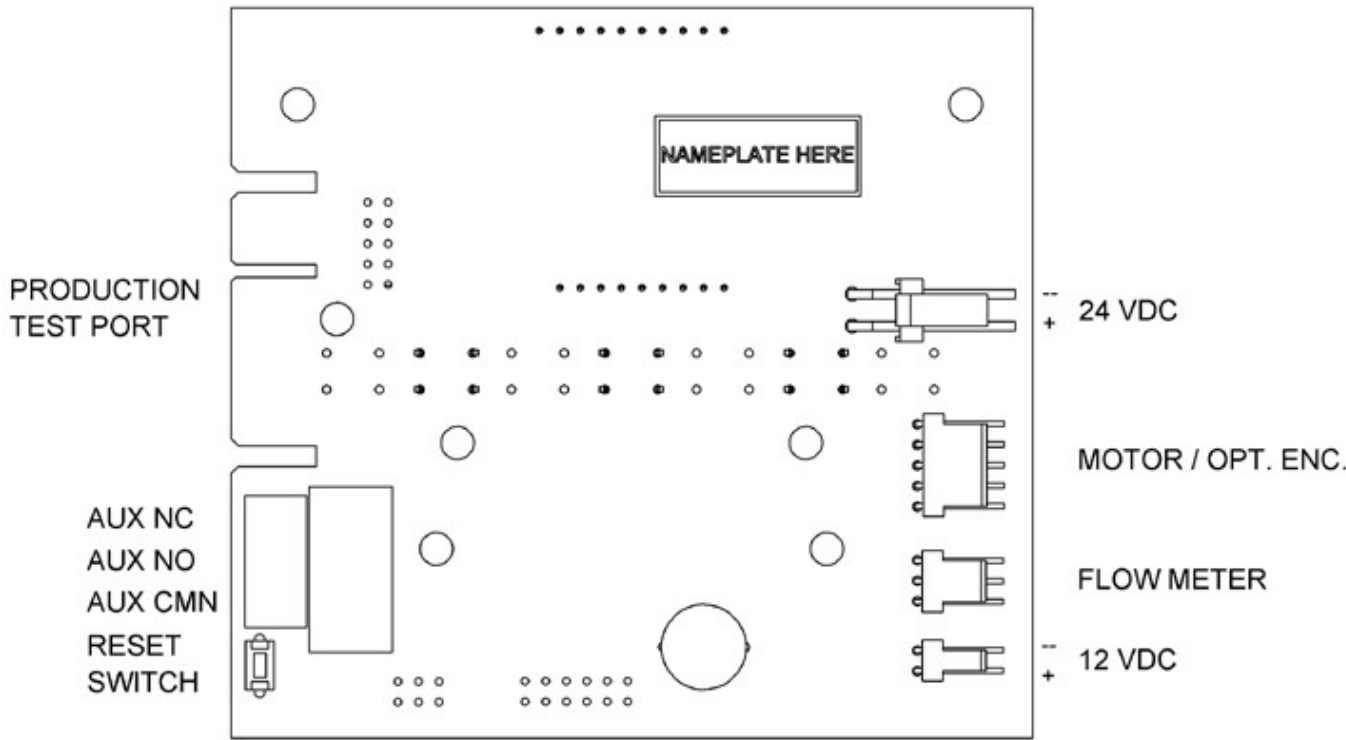 NAMEPLATE HERE
PRODUCTION
TEST PORT
--
+
24 VDC
MOTOR / OPT. ENC.
AUX NC
AUX NO
AUX CMN
FLOW METER
RESET
SWITCH
--
+
12 VDC